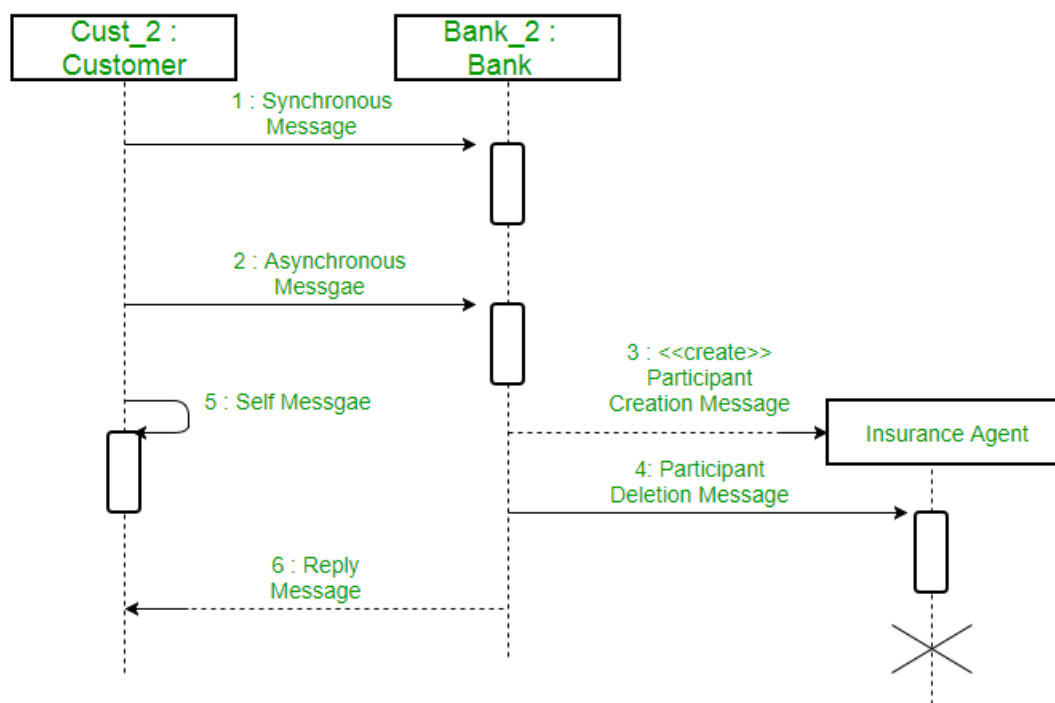 Cust_2 :
Customer
Bank_2 :
Bank
1 : Synchronous
Message
2 : Asynchronous
Messgae
3 : <<create>>
Participant
Creation Message
5 : Self Messgae
Insurance Agent
4: Participant
Deletion Message
6 : Reply
Message